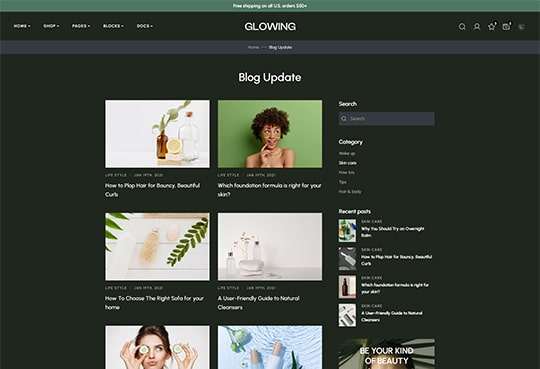 Free shipping on all U.S. orders $50+
HOME
SHOP
PAGES
BLOCKS
DOCS
GLOWING
Home — Blog Update
Blog Update
LIFE STYLE | JAN 19TH, 2021
How to Plop Hair for Bouncy, Beautiful
Curls
LIFE STYLE | JAN 19TH, 2021
Which foundation formula is right for your
skin?
LIFE STYLE | JAN 19TH, 2021
How To Choose The Right Sofa for your
home
LIFE STYLE | JAN 19TH, 2021
A User-Friendly Guide to Natural
Cleansers
Search
Search
Category
Make up
Skin care
How to's
Tips
Hair & body
Recent posts
SKIN CARE
Why You Should Try an Overnight
Balm
SKIN CARE
How to Plop Hair for Bouncy, Beautiful
Curls
SKIN CARE
Which foundation formula is right for
your skin?
SKIN CARE
A User-Friendly Guide to Natural
Cleansers
BE YOUR KIND
OF BEAUTY